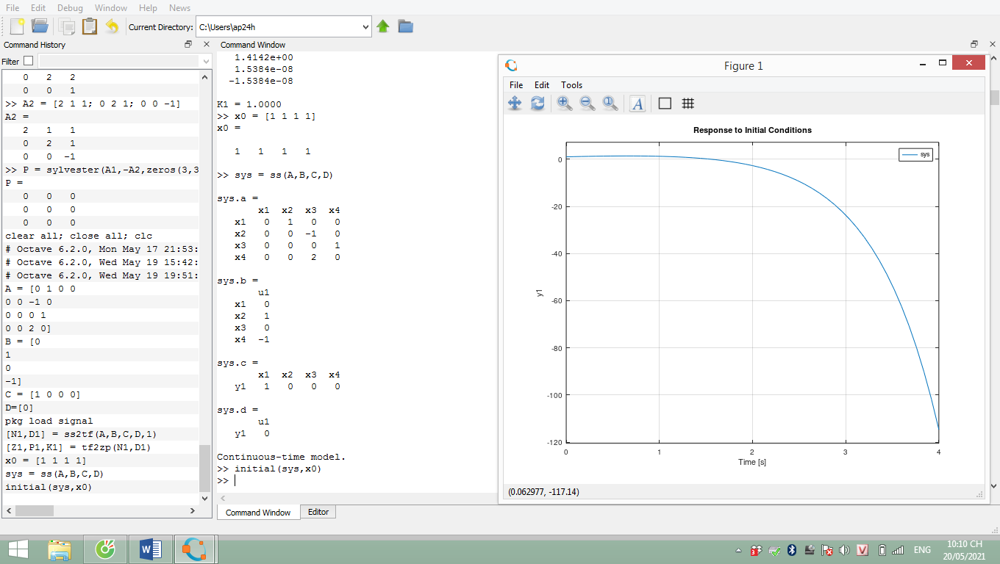 File Edit Debug Window Help News
Current Directory: C:\Users\ap24h
Command History
Filter
0 2 2
0 0 1
>> A2 = [2 1 1; 0 2 1; 0 0 -1]
A2 =
2 1 1
0 2 1
0 0 -1
>> P = sylvester(A1,-A2,zeros(3,3
P =
0 0 0
0 0 0
0 0 0
clear all; close all; clc
# Octave 6.2.0, Mon May 17 21:53:
# Octave 6.2.0, Wed May 19 15:42:
# Octave 6.2.0, Wed May 19 19:51:
A = [0 1 0 0
0 0 -1 0
0 0 0 1
0 0 2 0]
B = [0
1
0
-1]
C = [1 0 0 0]
D=[0]
pkg load signal
[N1,D1] = ss2tf(A,B,C,D,1)
[Z1,P1,K1] = tf2zp(N1,D1)
x0 = [1 1 1 1]
sys = ss(A,B,C,D)
initial(sys,x0)
Command Window
1.4142e+00
1.5384e-08
-1.5384e-08
K1 = 1.0000
>> x0 = [1 1 1 1]
x0 =
1 1 1 1
>> sys = ss(A,B,C,D)
sys.a =
x1 x2 x3 x4
x1 0 1 0 0
x2 0 0 -1 0
x3 0 0 0 1
x4 0 0 2 0
sys.b =
u1
x1 0
x2 1
x3 0
x4 -1
sys.c =
x1 x2 x3 x4
y1 1 0 0 0
sys.d =
u1
y1 0
Continuous-time model.
>> initial(sys,x0)
>>
Command Window Editor
Figure 1
File Edit Tools
A
Response to Initial Conditions
sys
0
-20
-40
-60
-80
-100
-120
y1
0 1 2 3 4
Time [s]
(0.062977, -117.14)
ENG
10:10 CH
20/05/2021